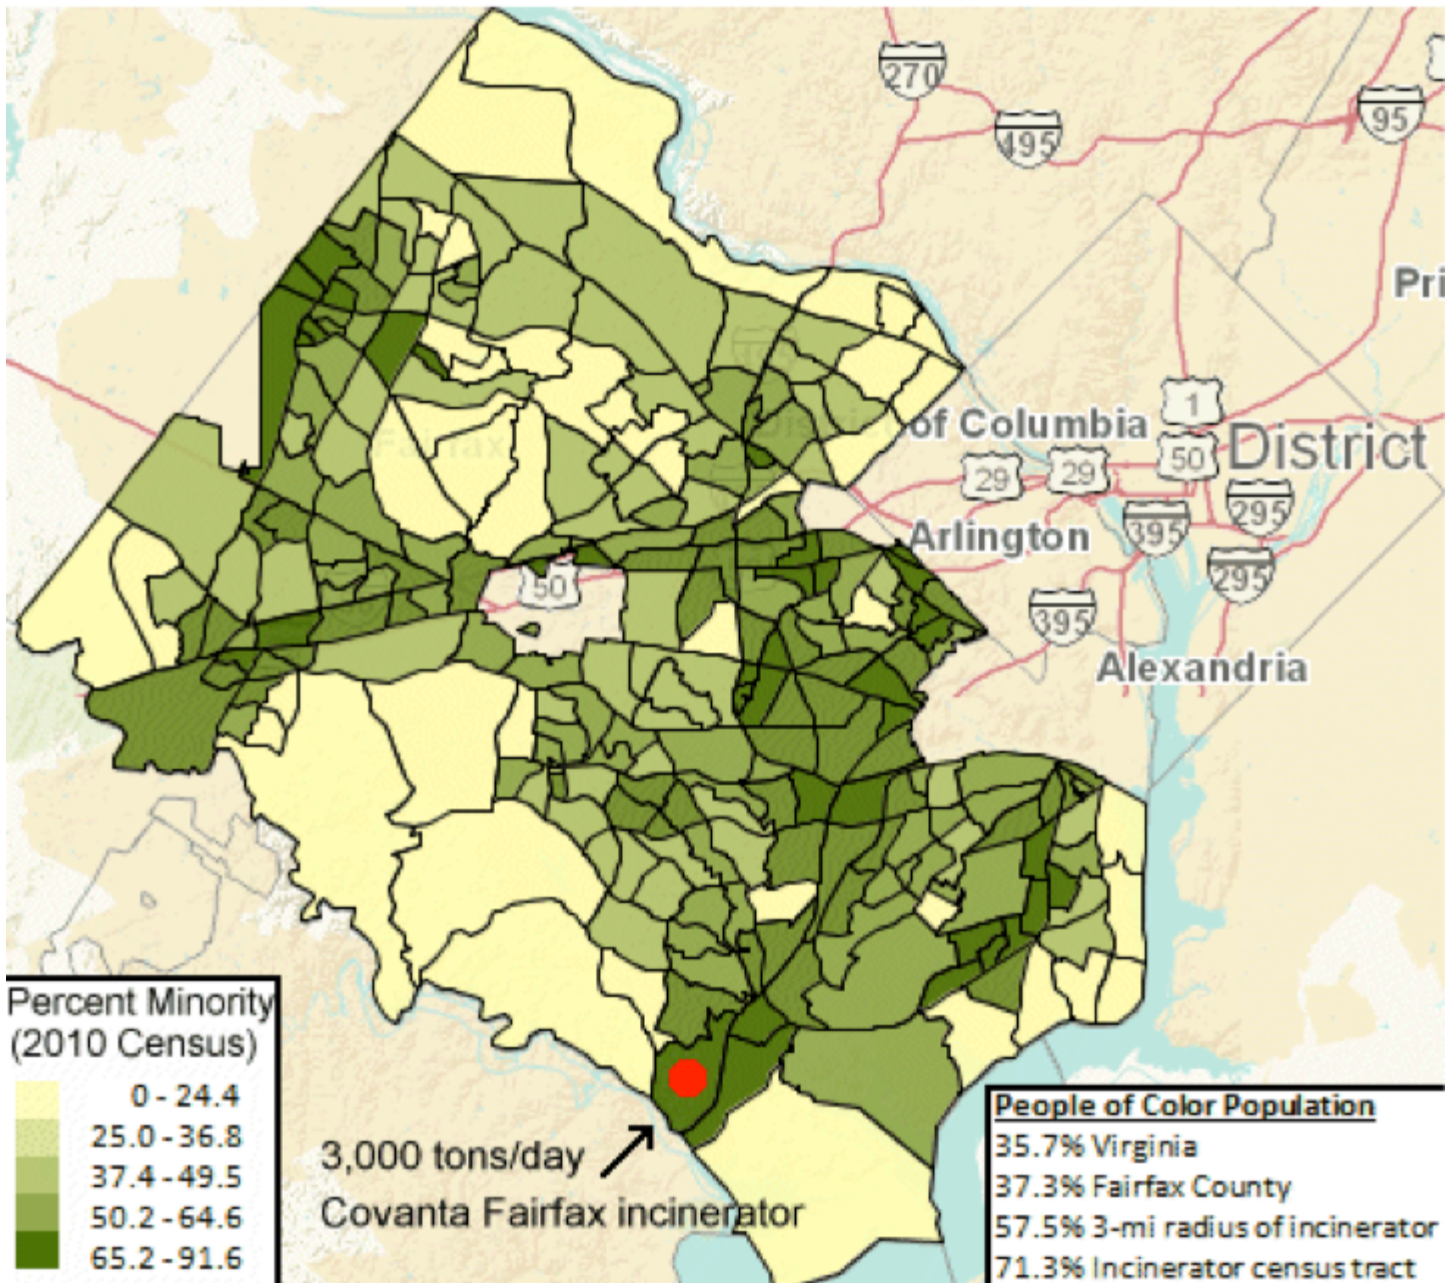 270
495
95
Pri
1
of Columbia
District
29
29
50
295
Arlington
395
295
50
395
Alexandria
Fairfax
Percent Minority
(2010 Census)
0 - 24.4
25.0 - 36.8
37.4 - 49.5
50.2 - 64.6
65.2 - 91.6
3,000 tons/day
Covanta Fairfax incinerator
People of Color Population
35.7% Virginia
37.3% Fairfax County
57.5% 3-mi radius of incinerator
71.3% Incinerator census tract